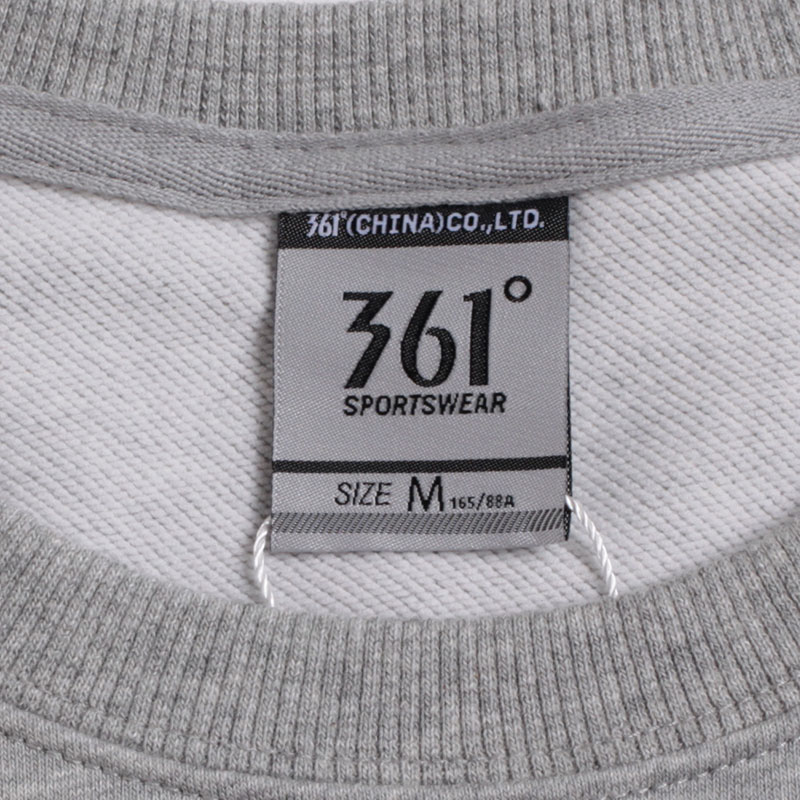 361°(CHINA)CO.,LTD.
361°
SPORTSWEAR
SIZE M 165/88A